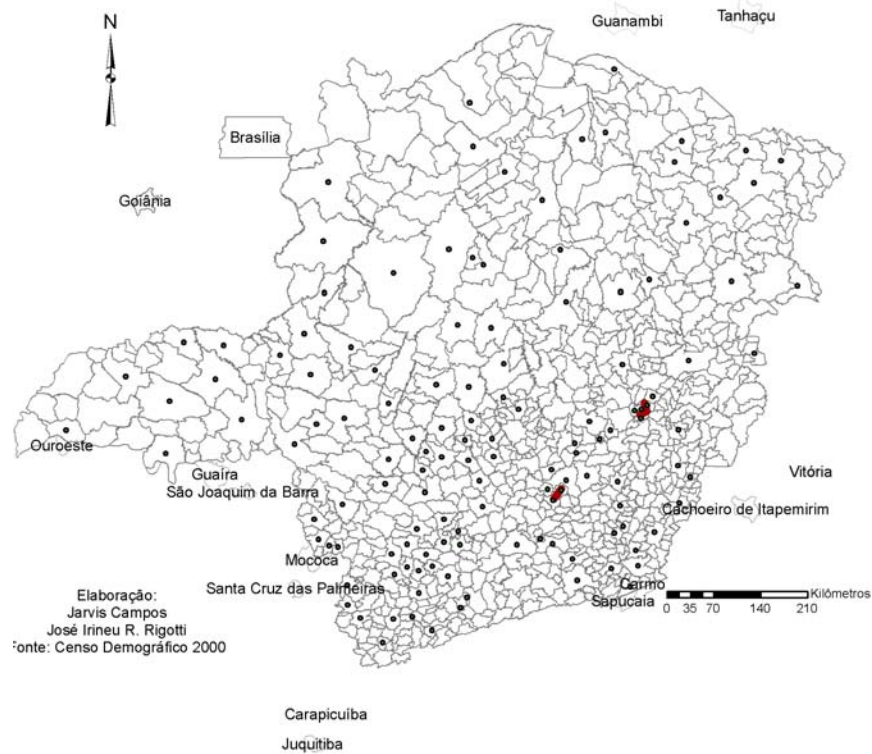 Guanambi
Tanhaçu
N
Brasília
Goiânia
Ouroeste
Guaíra
São Joaquim da Barra
Vitória
Cachoeiro de Itapemirim
Mococa
Santa Cruz das Palmeiras
Carmo
Sapucaia
Quilômetros
0 35 70 140 210
Elaboração:
Jarvis Campos
José Irineu R. Rigotti
Fonte: Censo Demográfico 2000
Carapicuíba
Juquitiba